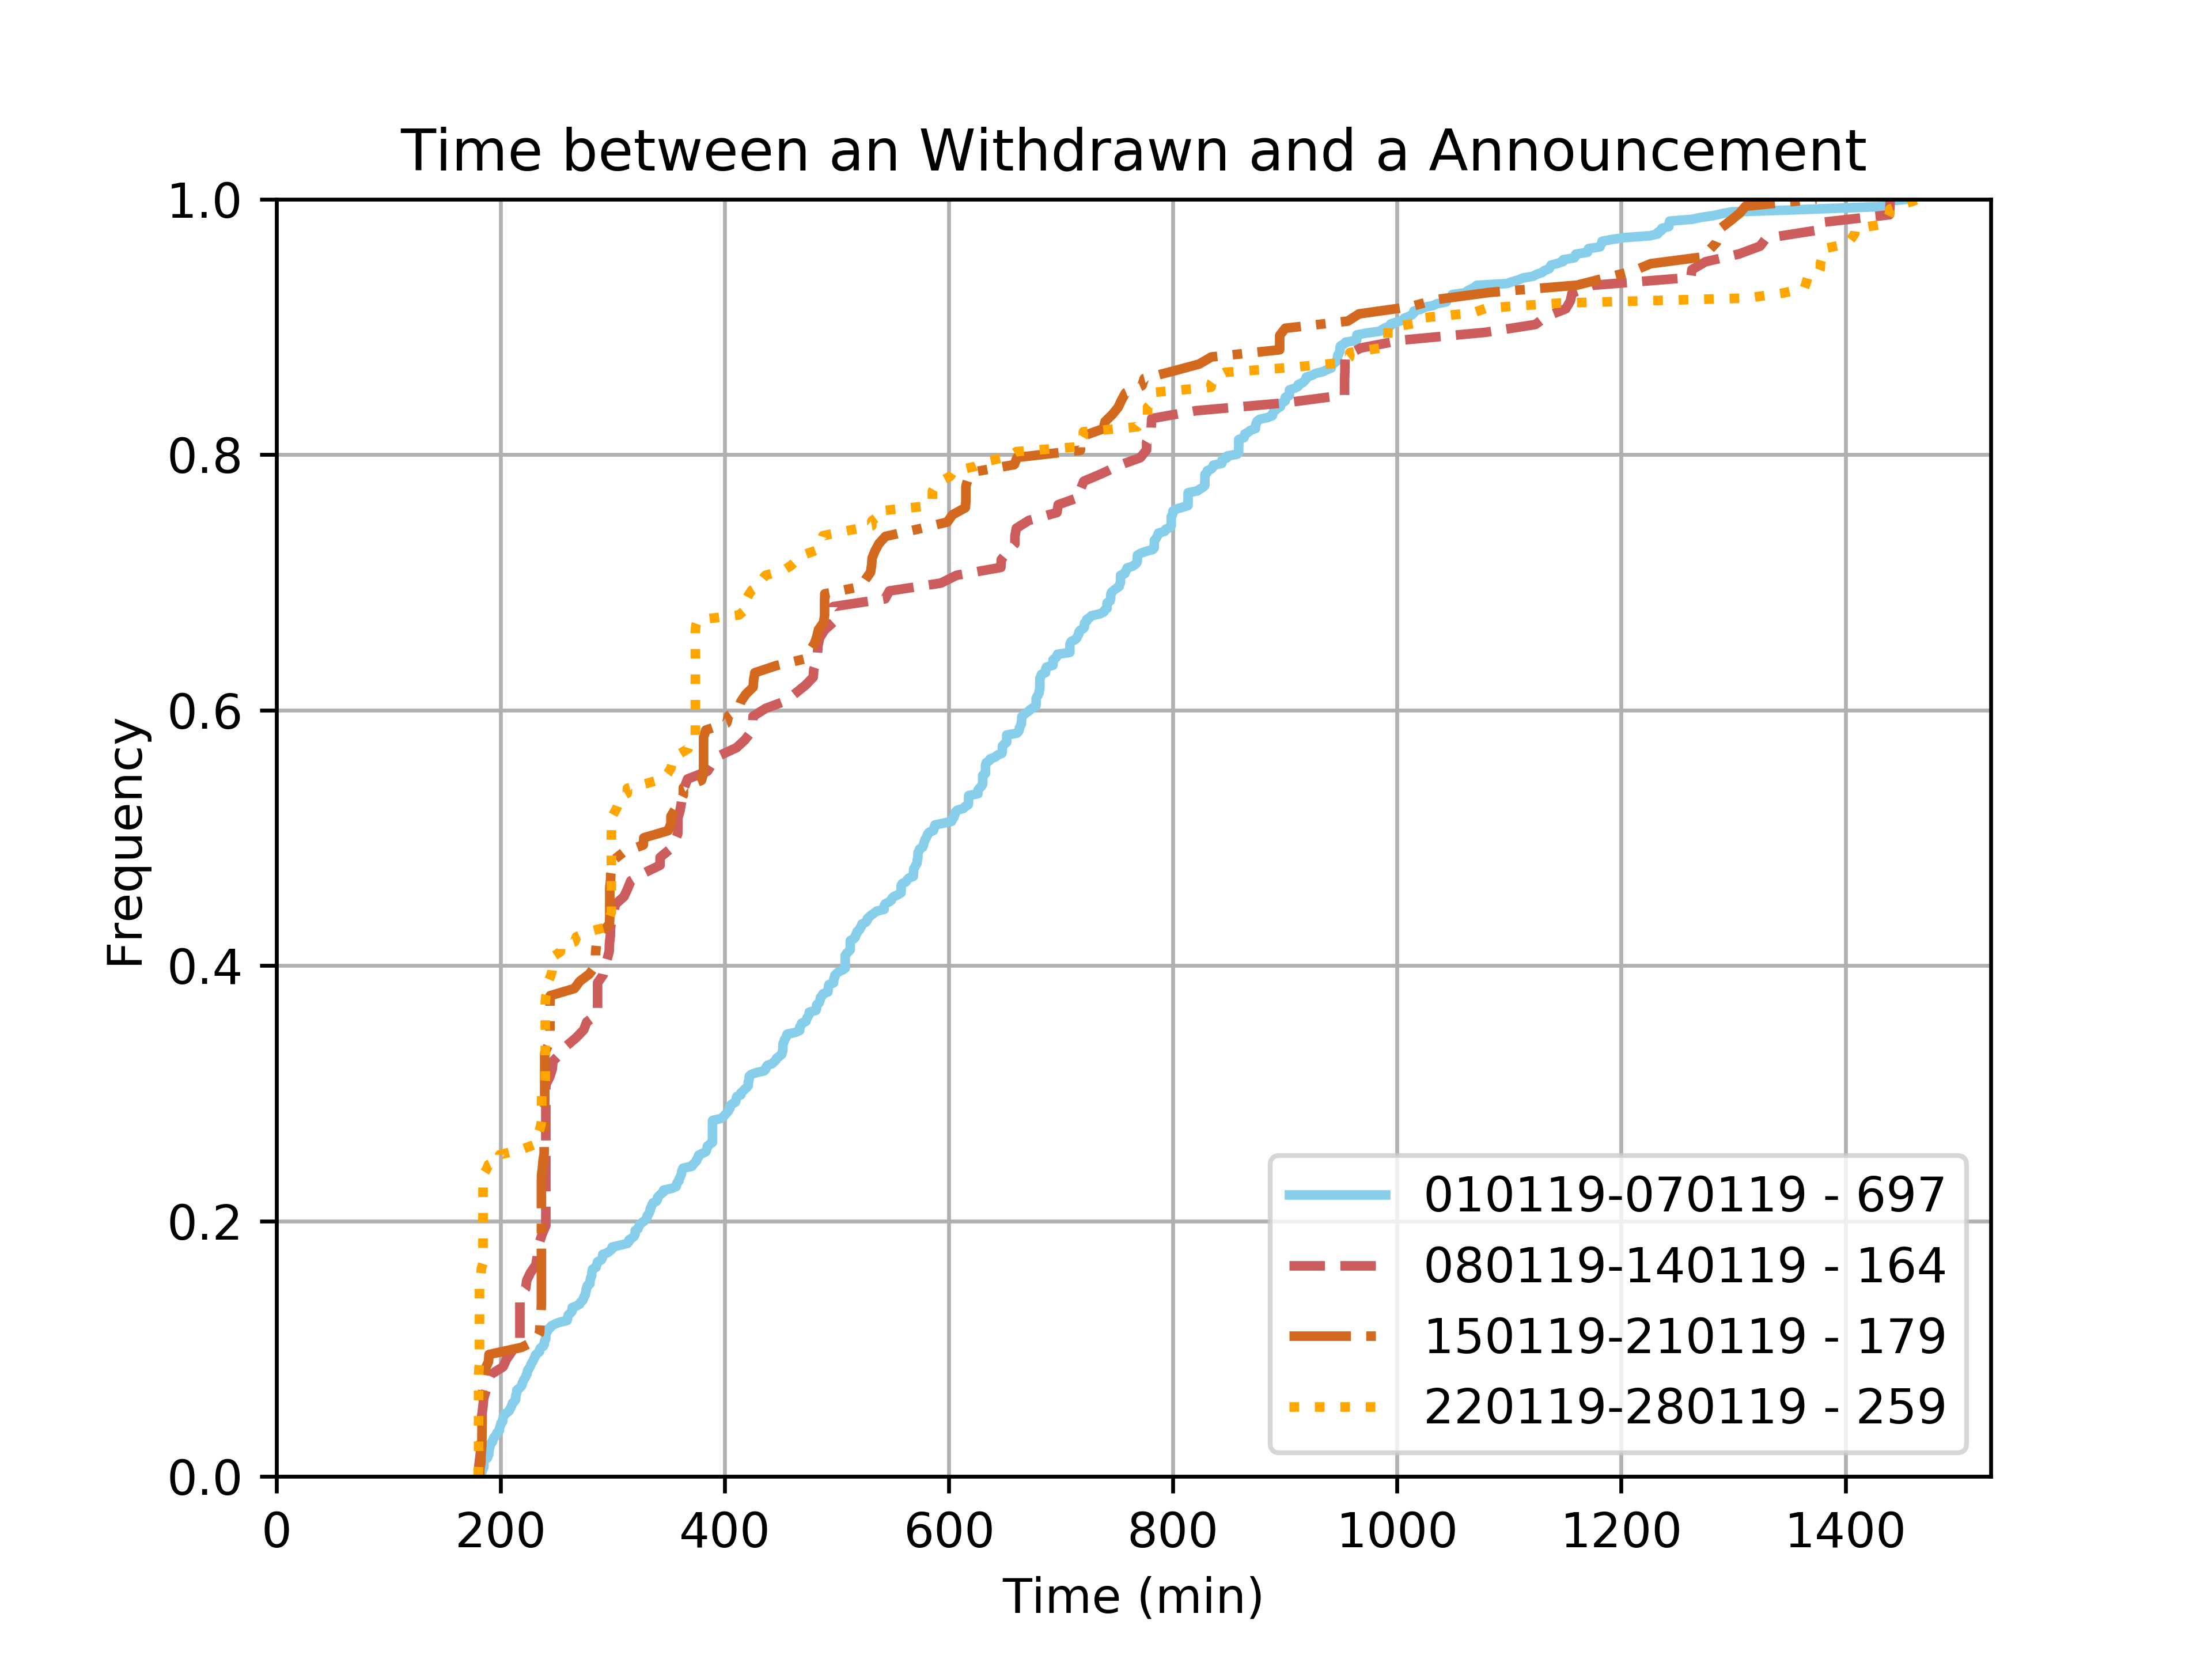 Time between an Withdrawn and a Announcement
1.0
0.8
0.6
0.4
0.2
0.0
Frequency
0 200 400 600 800 1000 1200 1400
Time (min)
010119-070119 - 697
080119-140119 - 164
150119-210119 - 179
220119-280119 - 259